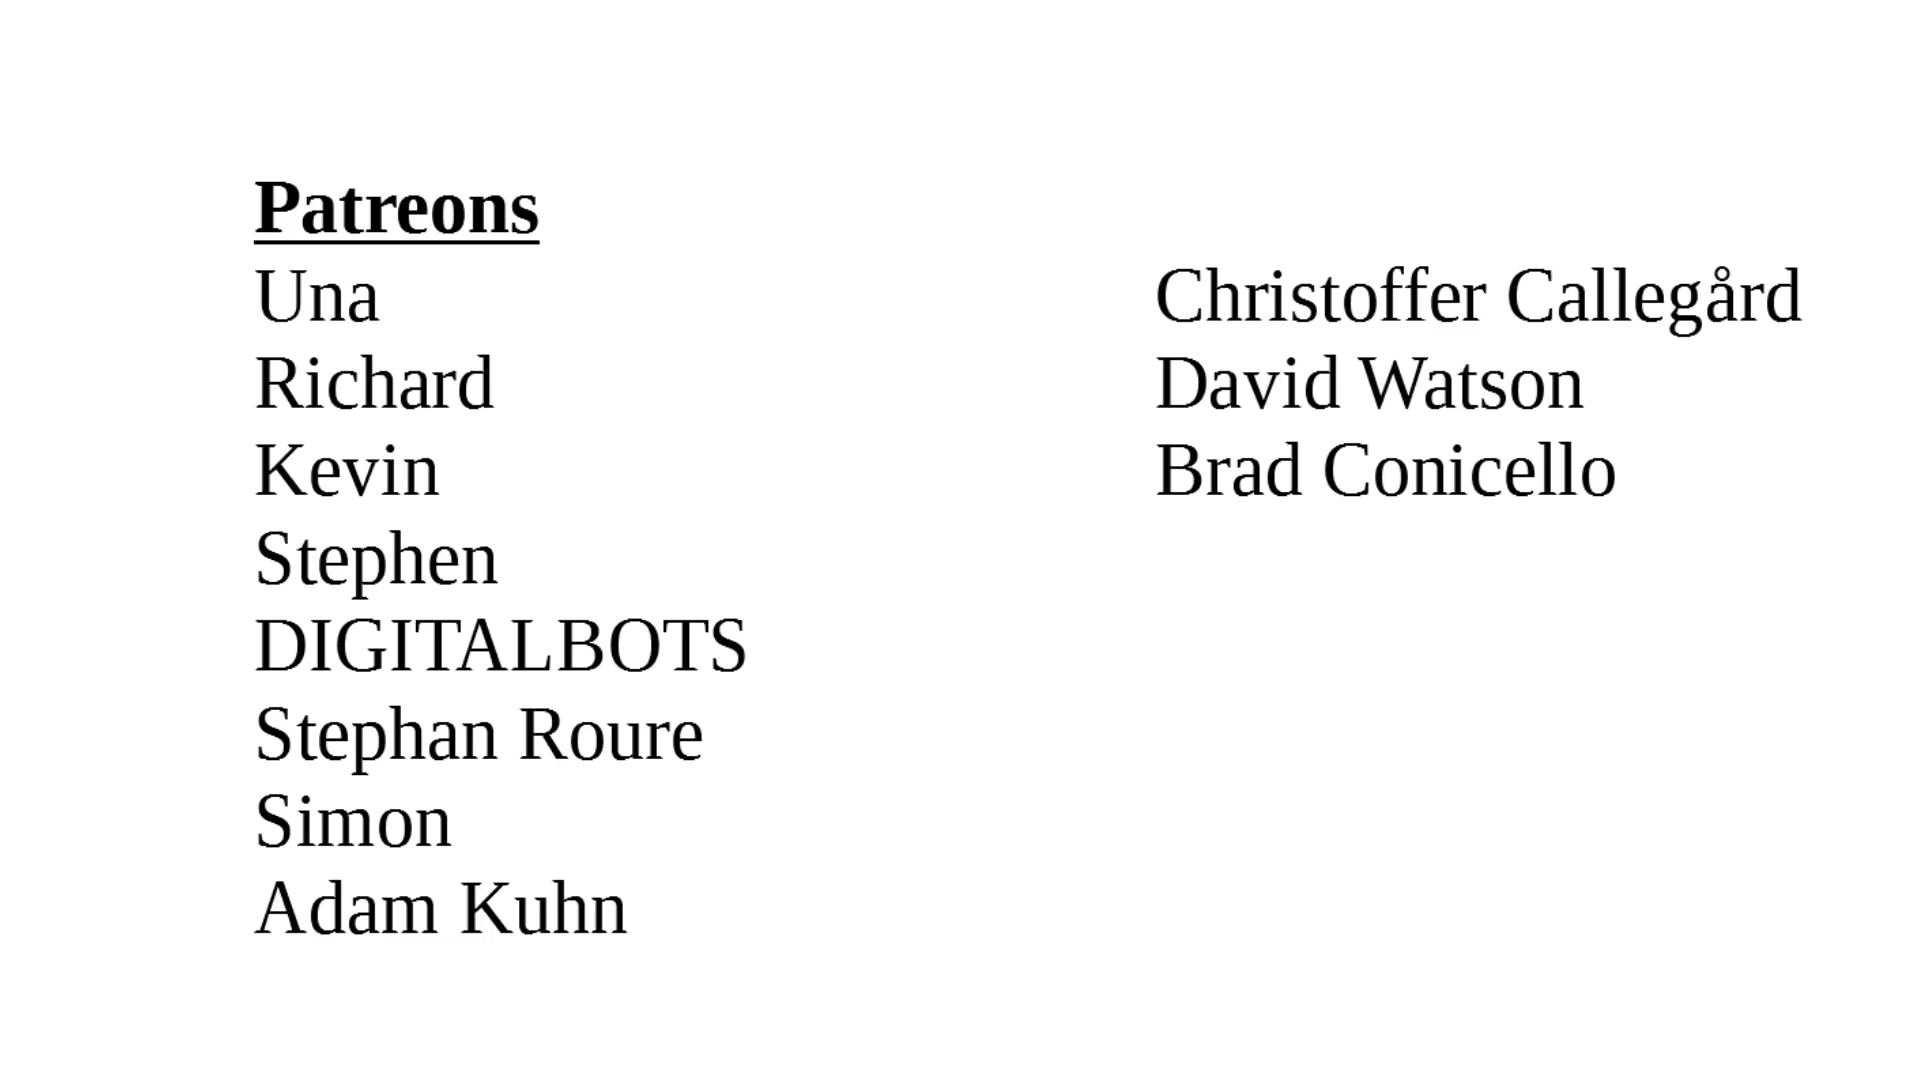 Patreons
Una
Richard
Kevin
Stephen
DIGITALBOTS
Stephan Roure
Simon
Adam Kuhn
Christoffer Callegård
David Watson
Brad Conicello